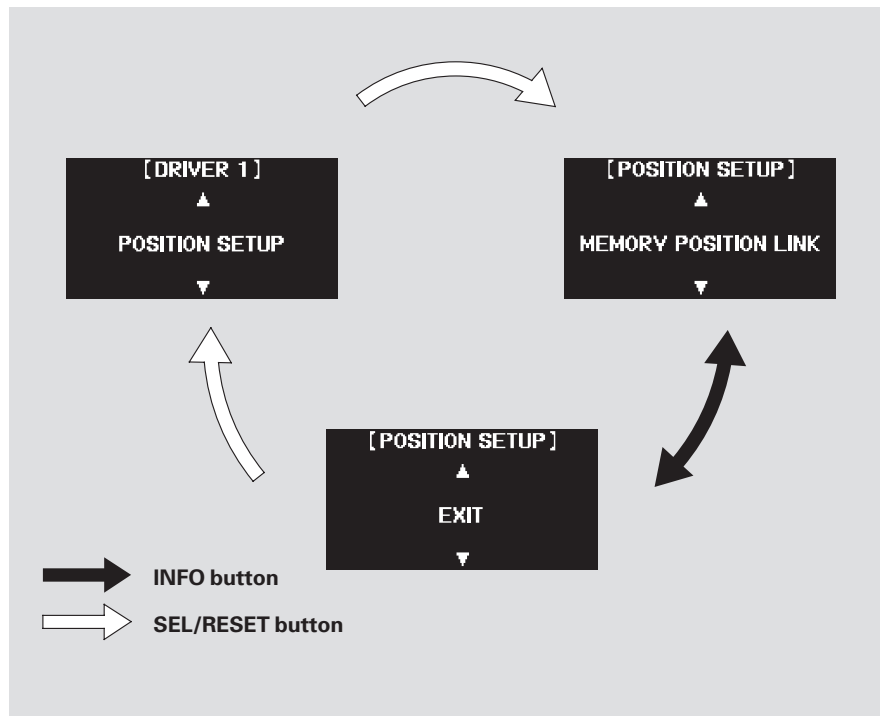 [DRIVER 1]
▲
POSITION SETUP
▼
[POSITION SETUP]
▲
MEMORY POSITION LINK
▼
[POSITION SETUP]
▲
EXIT
▼
INFO button
SEL/RESET button